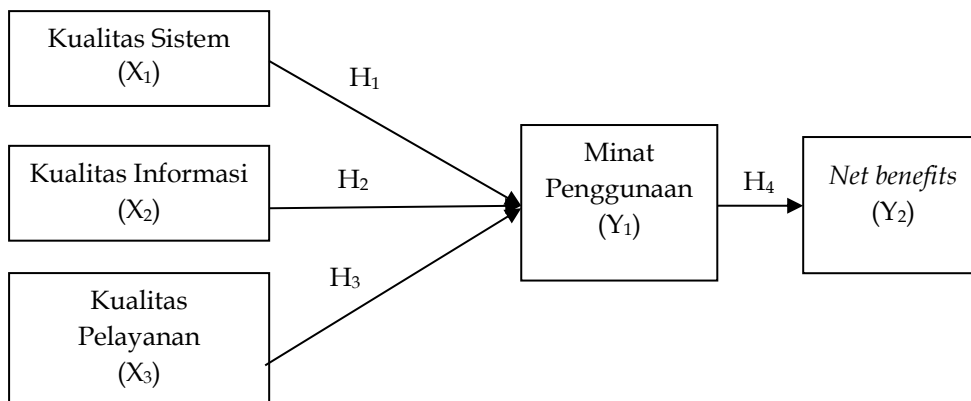 Kualitas Sistem
(X₁)
H₁
Kualitas Informasi
(X₂)
H₂
Kualitas
Pelayanan
(X₃)
H₃
Minat
Penggunaan
(Y₁)
H₄
Net benefits
(Y₂)